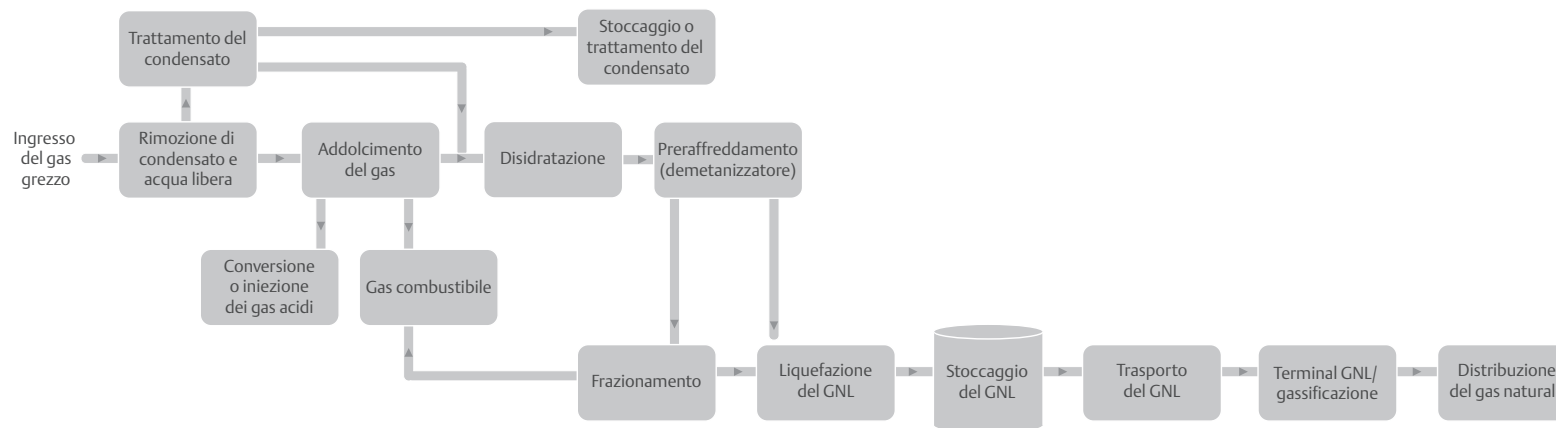 Trattamento del
condensato
Stoccaggio o
trattamento del
condensato
Ingresso
del gas
grezzo
Rimozione di
condensato e
acqua libera
Addolcimento
del gas
Disidratazione
Preraffreddamento
(demetanizzatore)
Conversione
o iniezione
dei gas acidi
Gas combustibile
Frazionamento
Liquefazione
del GNL
Stoccaggio
del GNL
Trasporto
del GNL
Terminal GNL/
gassificazione
Distribuzione
del gas natural